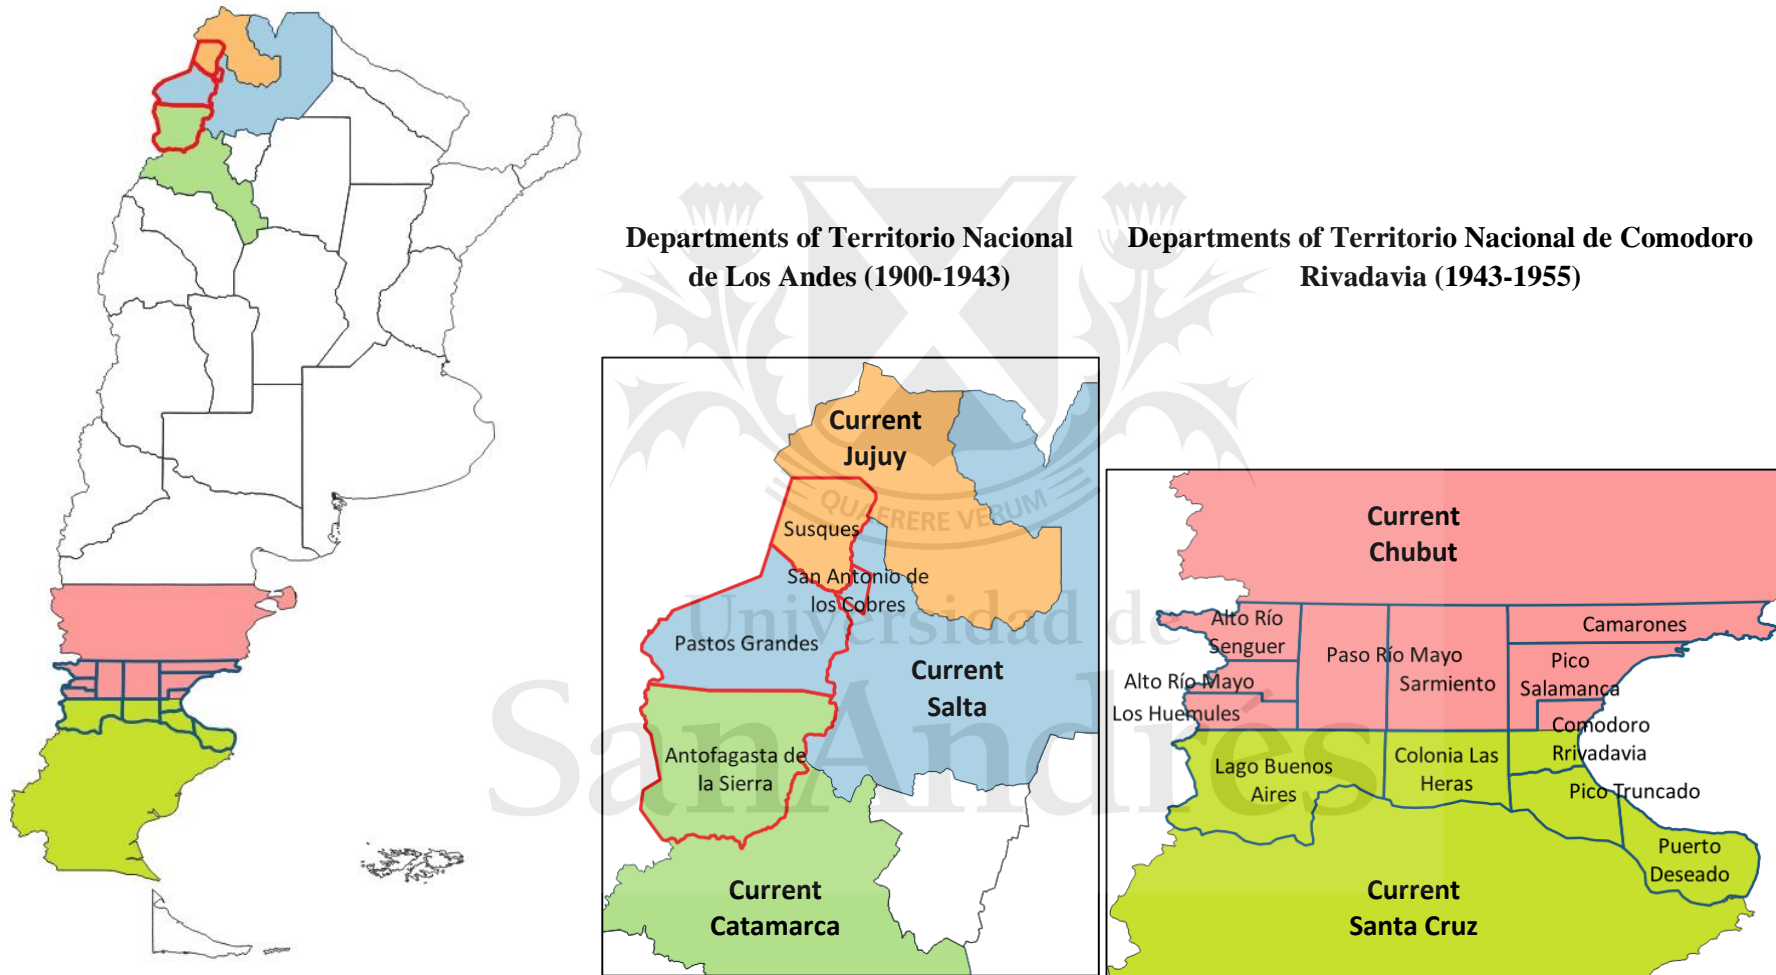 Departments of Territorio Nacional
de Los Andes (1900-1943)
Departments of Territorio Nacional de Comodoro
Rivadavia (1943-1955)
Current
Jujuy
Susques
San Antonio de
los Cobres
Pastos Grandes
Current
Salta
Antofagasta de
la Sierra
Current
Catamarca
Current
Chubut
Alto Río
Senguer
Camarones
Paso Río Mayo
Sarmiento
Pico
Salamanca
Alto Río Mayo
Los Huemules
Comodoro
Rrivadavia
Lago Buenos
Aires
Colonia Las
Heras
Pico Truncado
Puerto
Deseado
Current
Santa Cruz
QUAERERE VERUM
Universidad de
SanAndrés